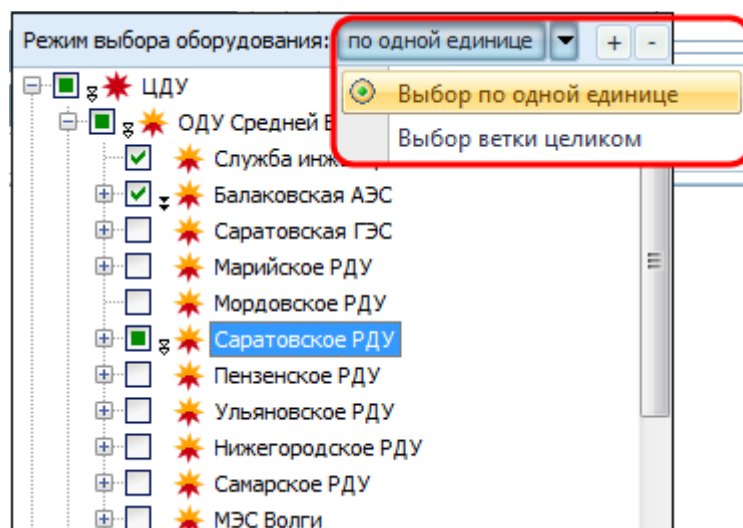 Режим выбора оборудования: по одной единице + -
ЦДУ
Выбор по одной единице
ОДУ Средней
Выбор ветки целиком
Служба
Балаковская АЭС
Саратовская ГЭС
Марийское РДУ
Мордовское РДУ
Саратовское РДУ
Пензенское РДУ
Ульяновское РДУ
Нижегородское РДУ
Самарское РДУ
МЭС Волги